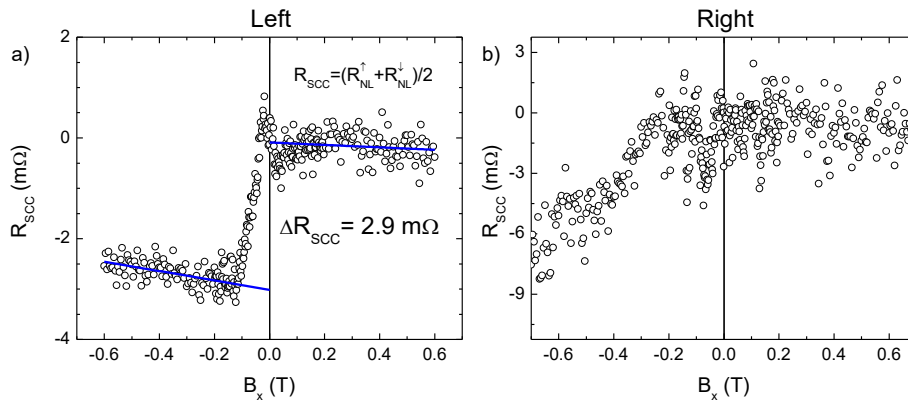 Left
Right
a)
b)
R_SCC=(R_NL^↑+R_NL^↓)/2
ΔR_SCC= 2.9 mΩ
R_SCC (mΩ)
2
0
-2
-4
-0.6 -0.4 -0.2 0.0 0.2 0.4 0.6
B_x (T)
R_SCC (mΩ)
3
0
-3
-6
-9
-0.6 -0.4 -0.2 0.0 0.2 0.4 0.6
B_x (T)